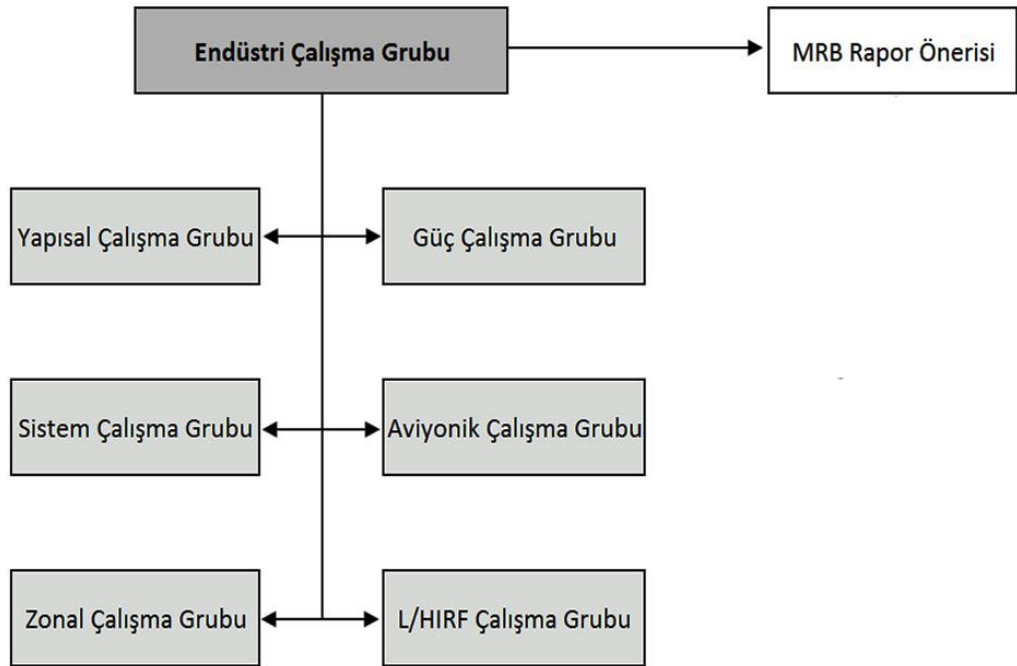 Endüstri Çalışma Grubu
MRB Rapor Önerisi
Yapısal Çalışma Grubu
Güç Çalışma Grubu
Sistem Çalışma Grubu
Aviyonik Çalışma Grubu
Zonal Çalışma Grubu
L/HIRF Çalışma Grubu